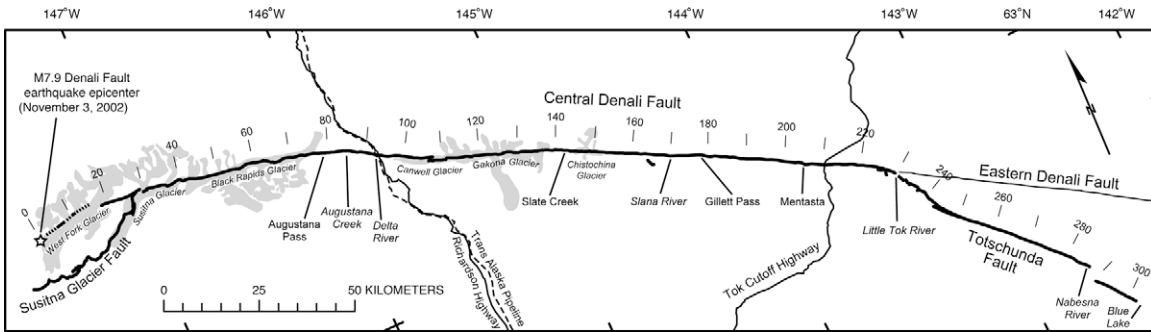 147°W
146°W
145°W
144°W
143°W
63°N
142°W
M7.9 Denali Fault
earthquake epicenter
(November 3, 2002)
Central Denali Fault
N
0
20
40
60
80
100
120
140
160
180
200
220
240
260
280
300
West Fork Glacier
Susitna Glacier
Black Rapids Glacier
Canwell Glacier
Gakona Glacier
Chistochina
Glacier
Eastern Denali Fault
Susitna Glacier Fault
Augustana
Pass
Augustana
Creek
Delta
River
Slate Creek
Slana River
Gillett Pass
Mentasta
Little Tok River
Totschunda
Fault
Nabesna
River
Blue
Lake
Trans Alaska Pipeline
Richardson Highway
Tok Cutoff Highway
0 25 50 KILOMETERS